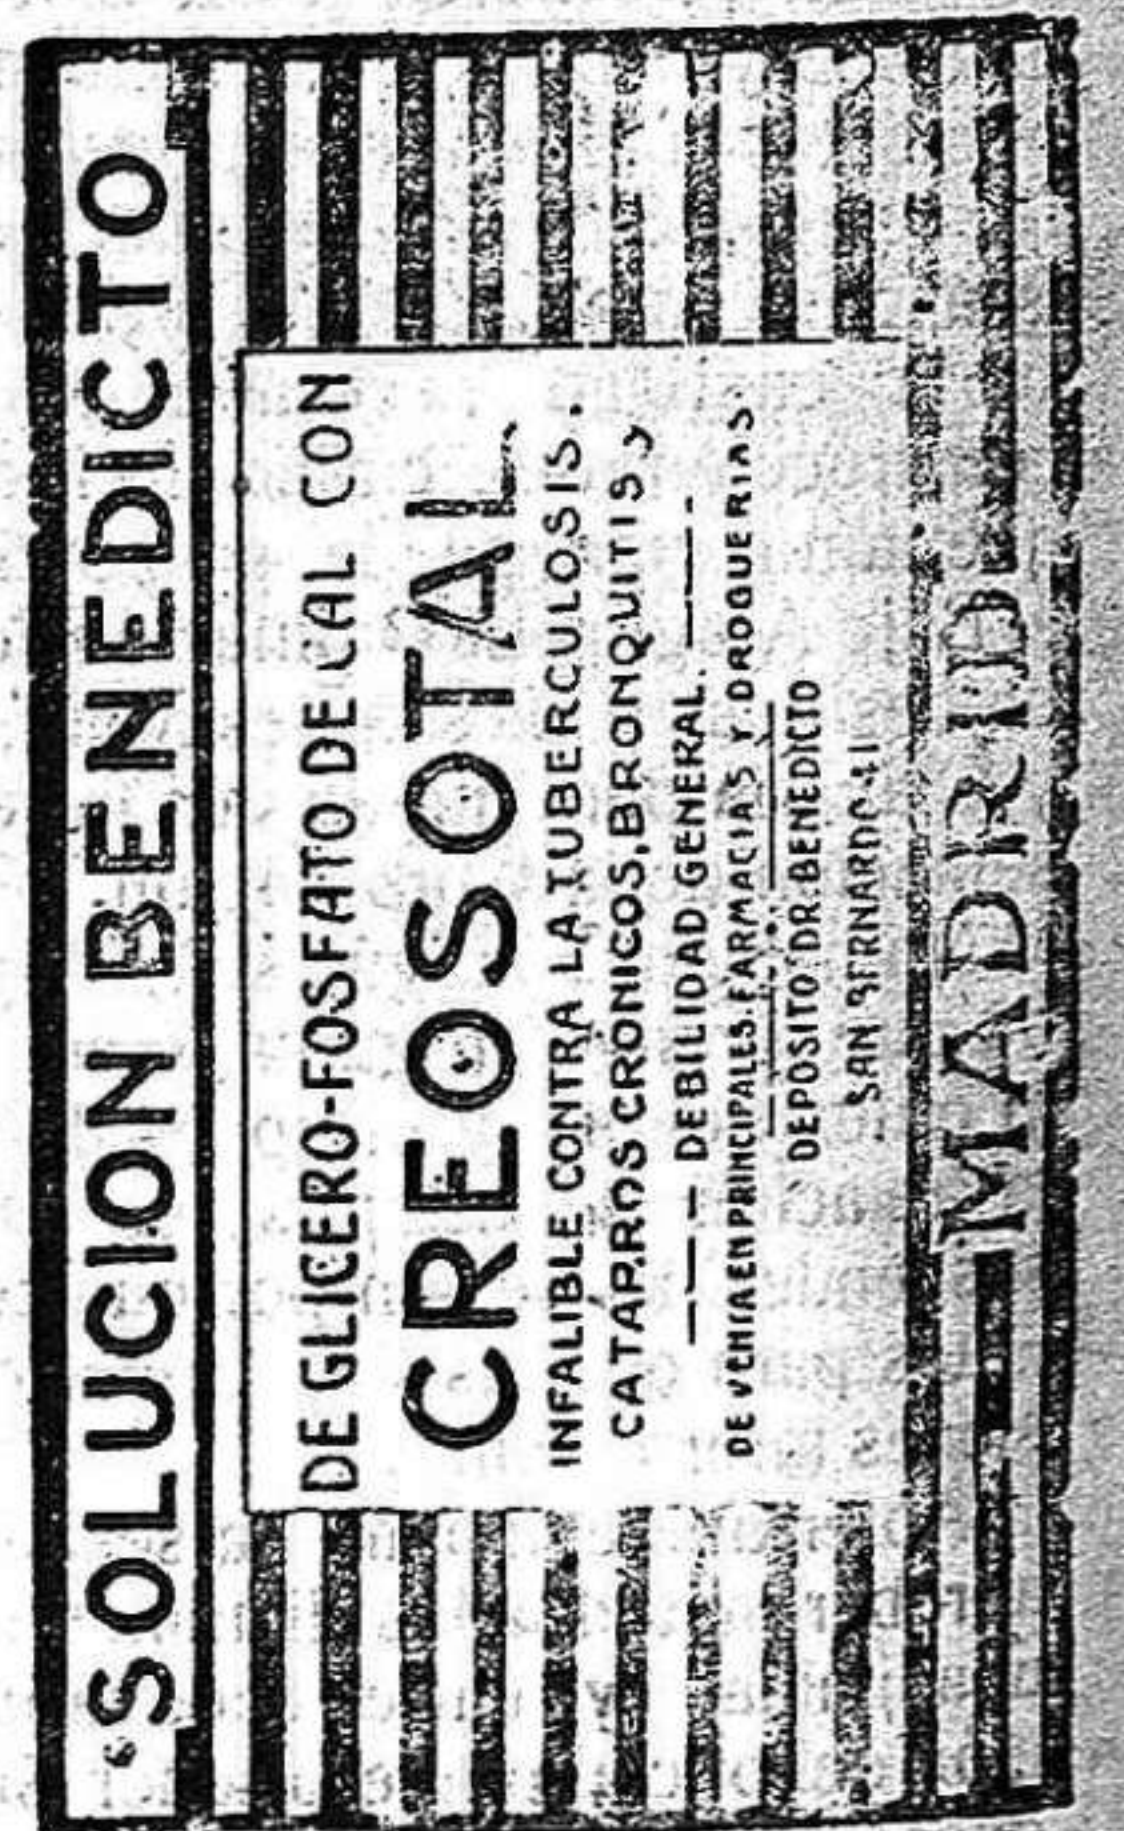 “SOLUCION BENEDICTO
DE GLICERO-FOSFATO DE CAL CON
CREOSOTAL
INFALIBLE CONTRA LA TUBERCULOSIS.
CATARROS CRONICOS, BRONQUITIS y
DEBILIDAD GENERAL.
DE VENTA EN PRINCIPALES FARMACIAS Y DROGUERIAS.
DEPOSITO: DR. BENEDICTO
SAN BERNARDO 41
MADRID